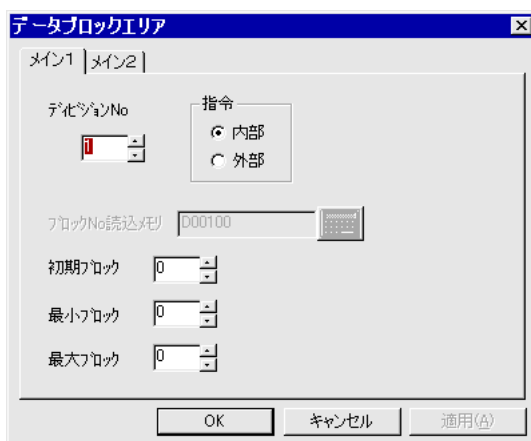 データブロックエリア
メイン1 メイン2
ディビジョンNo
指令
1
内部
外部
ブロックNo読込メモリ D00100
初期ブロック 0
最小ブロック 0
最大ブロック 0
OK キャンセル 適用(A)